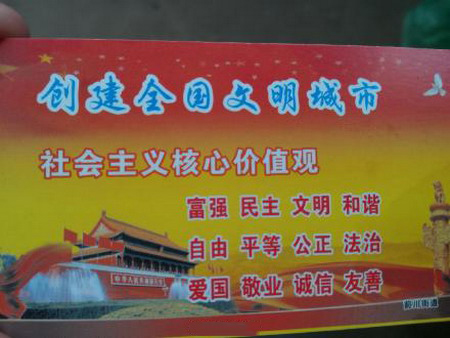 创建全国文明城市
社会主义核心价值观
富强 民主 文明 和谐
自由 平等 公正 法治
爱国 敬业 诚信 友善